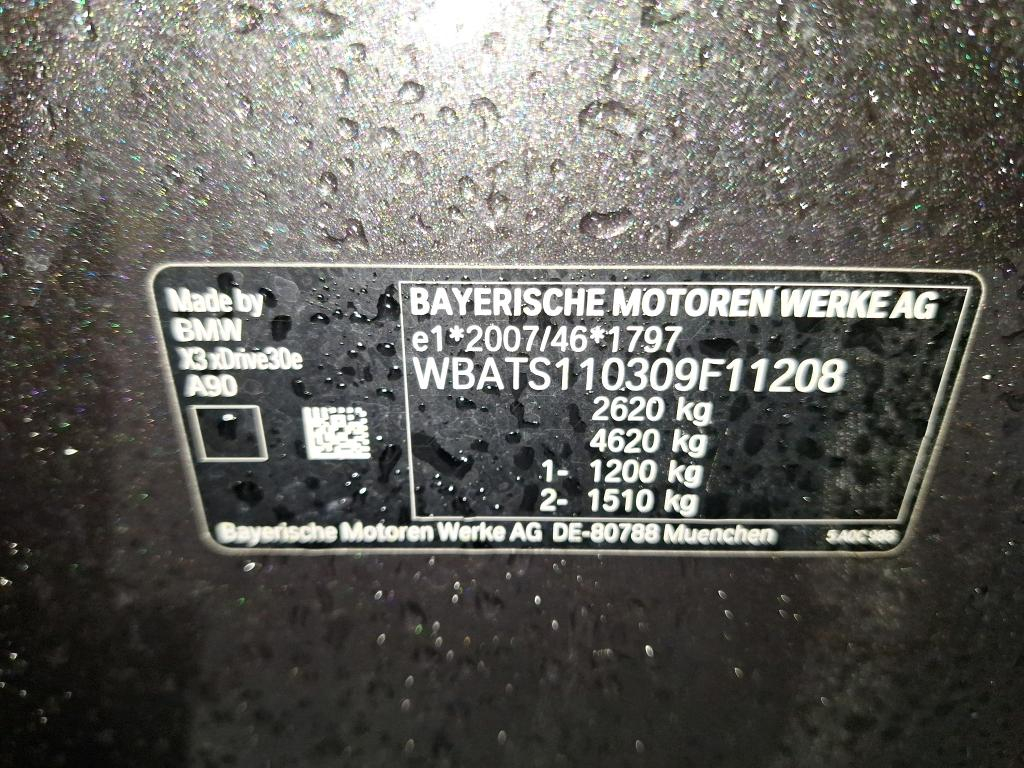 Made by
BMW
X3 xDrive30e
A90
BAYERISCHE MOTOREN WERKE AG
e1*2007/46*1797
WBATS110309F11208
2620 kg
4620 kg
1- 1200 kg
2- 1510 kg
Bayerische Motoren Werke AG DE-80788 Muenchen